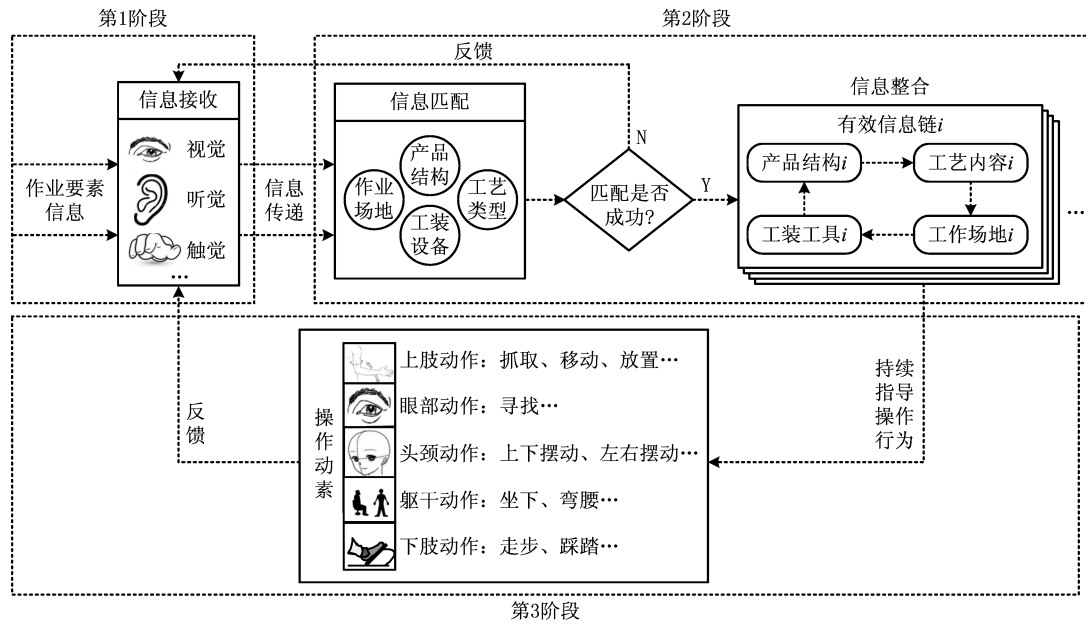 第1阶段
第2阶段
反馈
信息接收
视觉
听觉
触觉
…
作业要素
信息
信息
传递
信息匹配
产品
结构
作业
场地
工艺
类型
工装
设备
匹配是否
成功?
N
Y
信息整合
有效信息链i
产品结构i
工艺内容i
工装工具i
工作场地i
…
反
馈
操
作
动
素
上肢动作：抓取、移动、放置…
眼部动作：寻找…
头颈动作：上下摆动、左右摆动…
躯干动作：坐下、弯腰…
下肢动作：走步、踩踏…
持续
指导
操作
行为
第3阶段